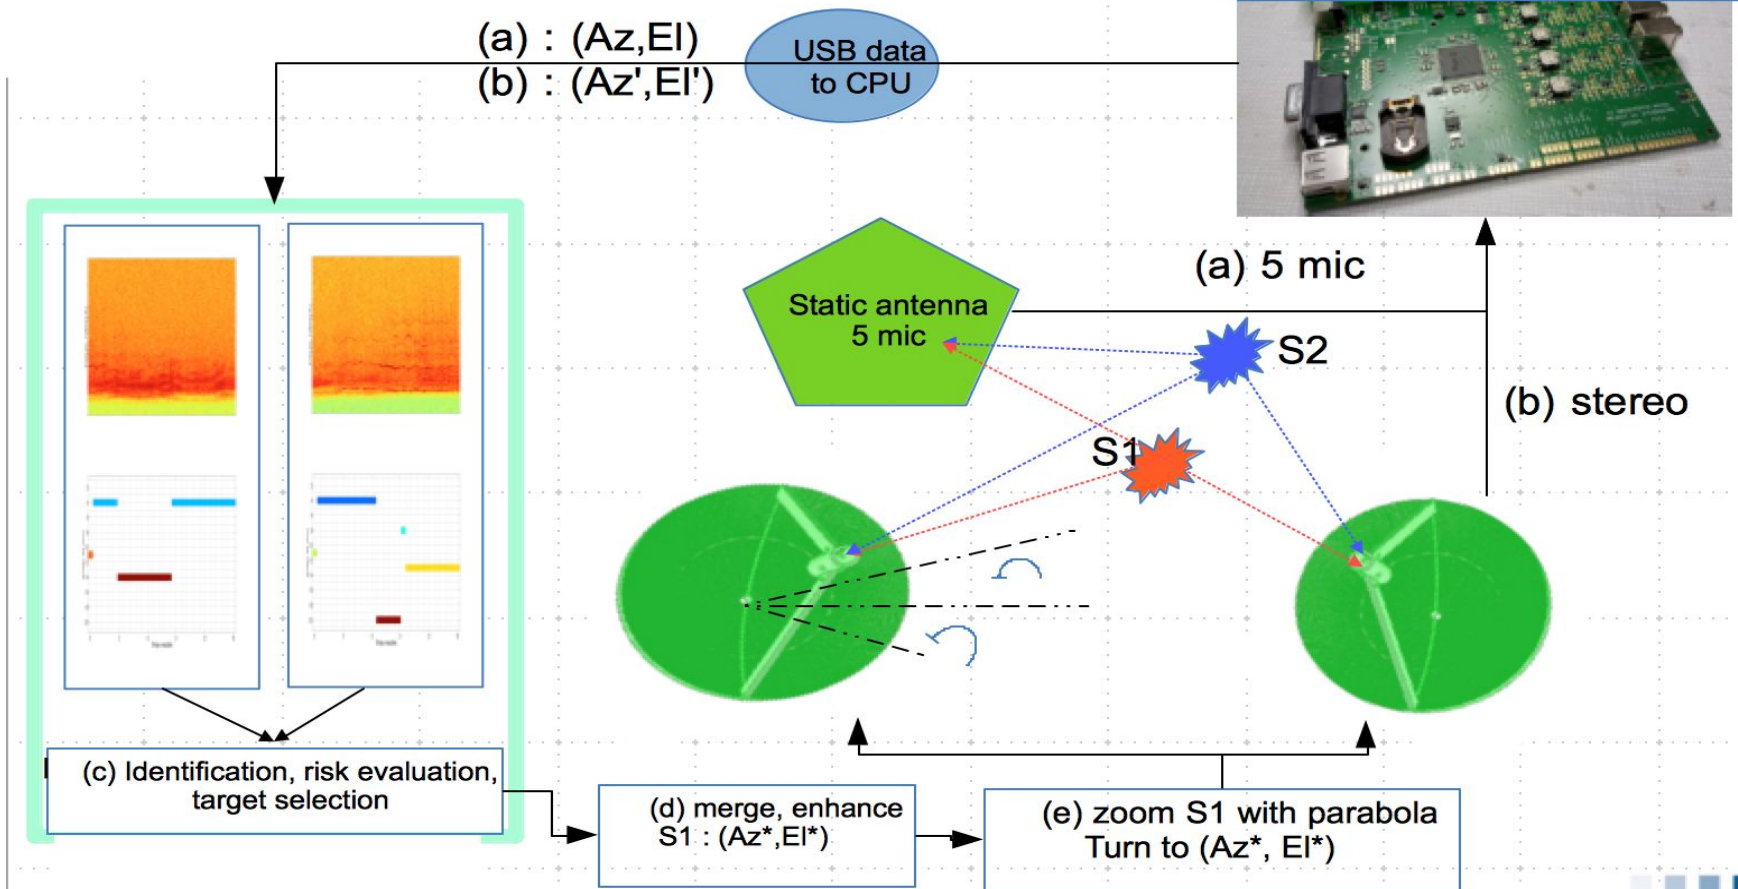 (a) : (Az,El)
(b) : (Az',El')
USB data
to CPU
Static antenna
5 mic
(a) 5 mic
S2
S1
(b) stereo
(c) Identification, risk evaluation,
target selection
(d) merge, enhance
S1 : (Az*,El*)
(e) zoom S1 with parabola
Turn to (Az*, El*)